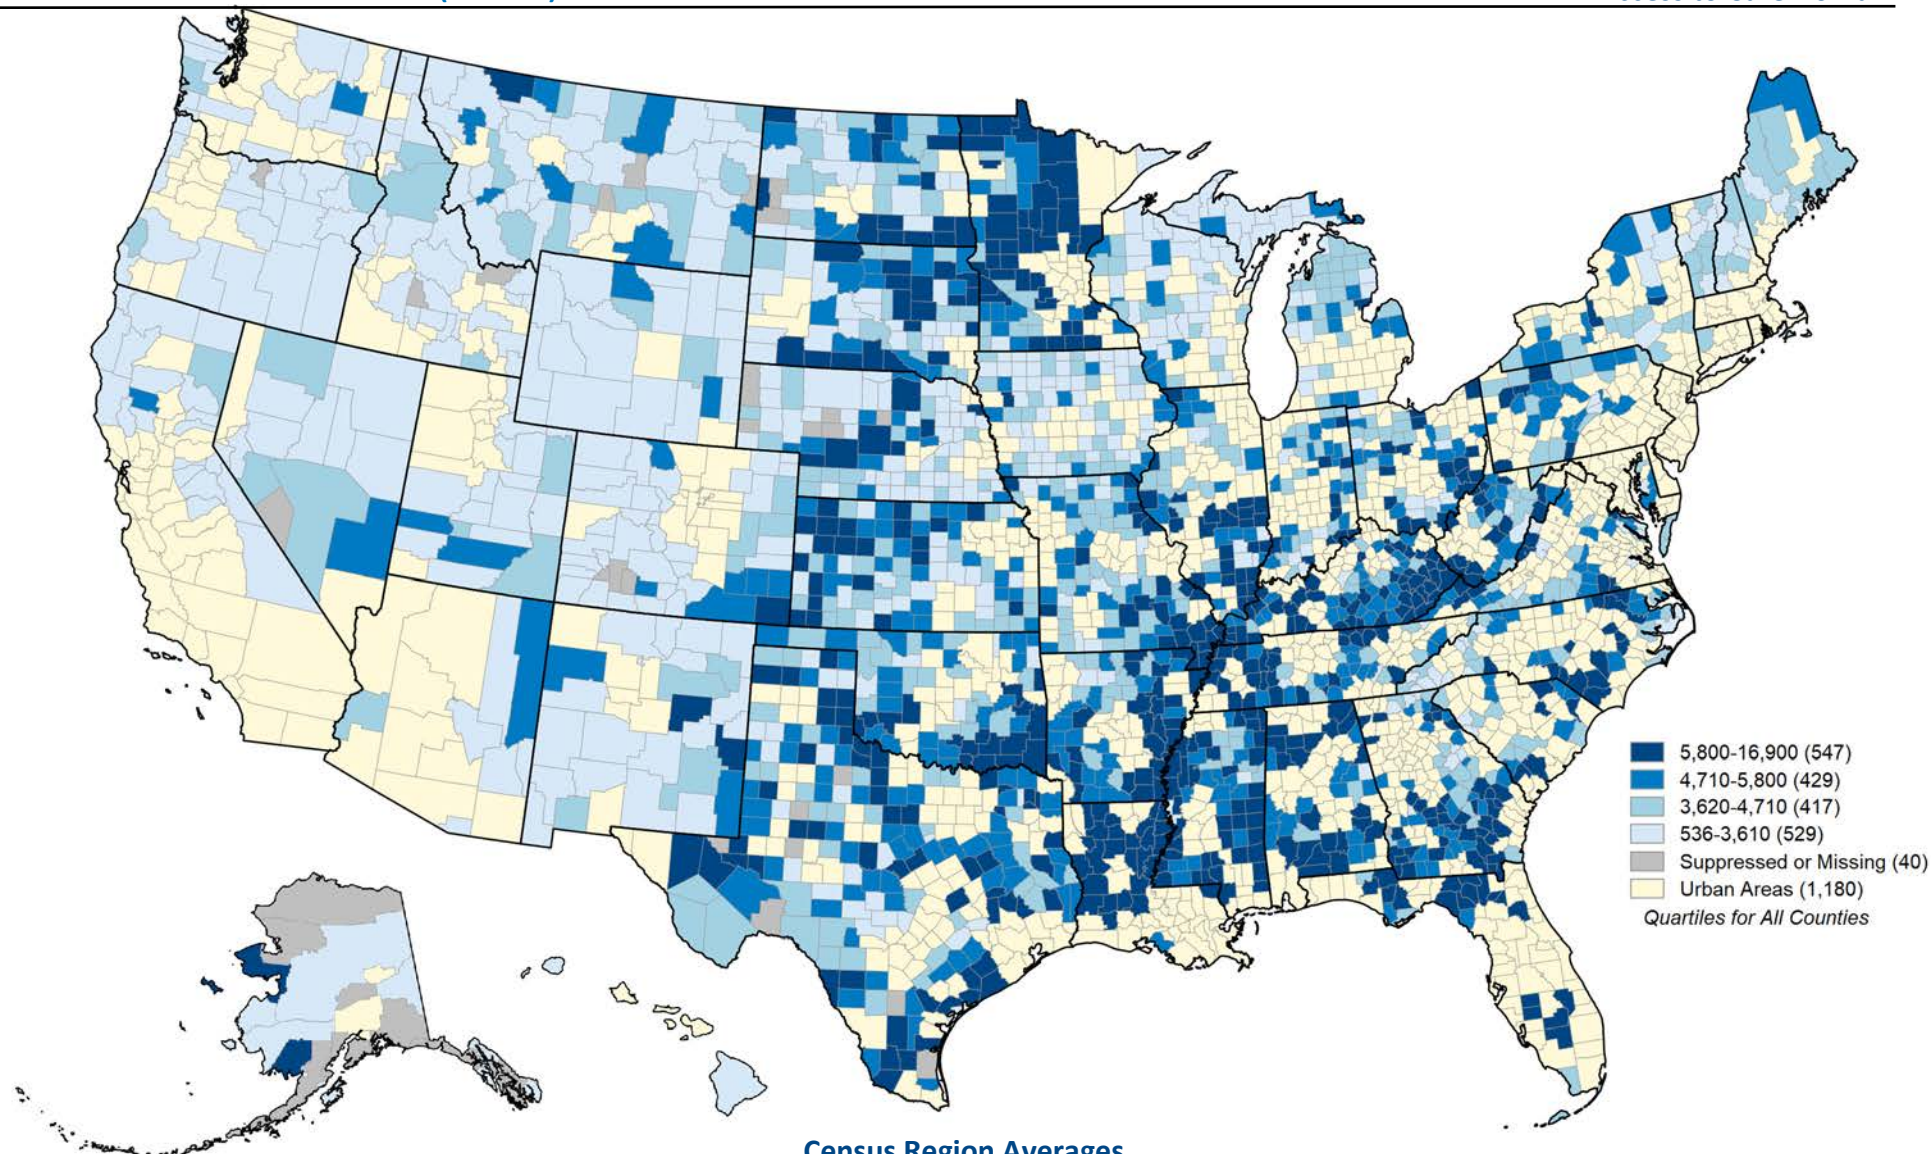 5,800-16,900 (547)
4,710-5,800 (429)
3,620-4,710 (417)
536-3,610 (529)
Suppressed or Missing (40)
Urban Areas (1,180)
Quartiles for All Counties
Census Region Averages